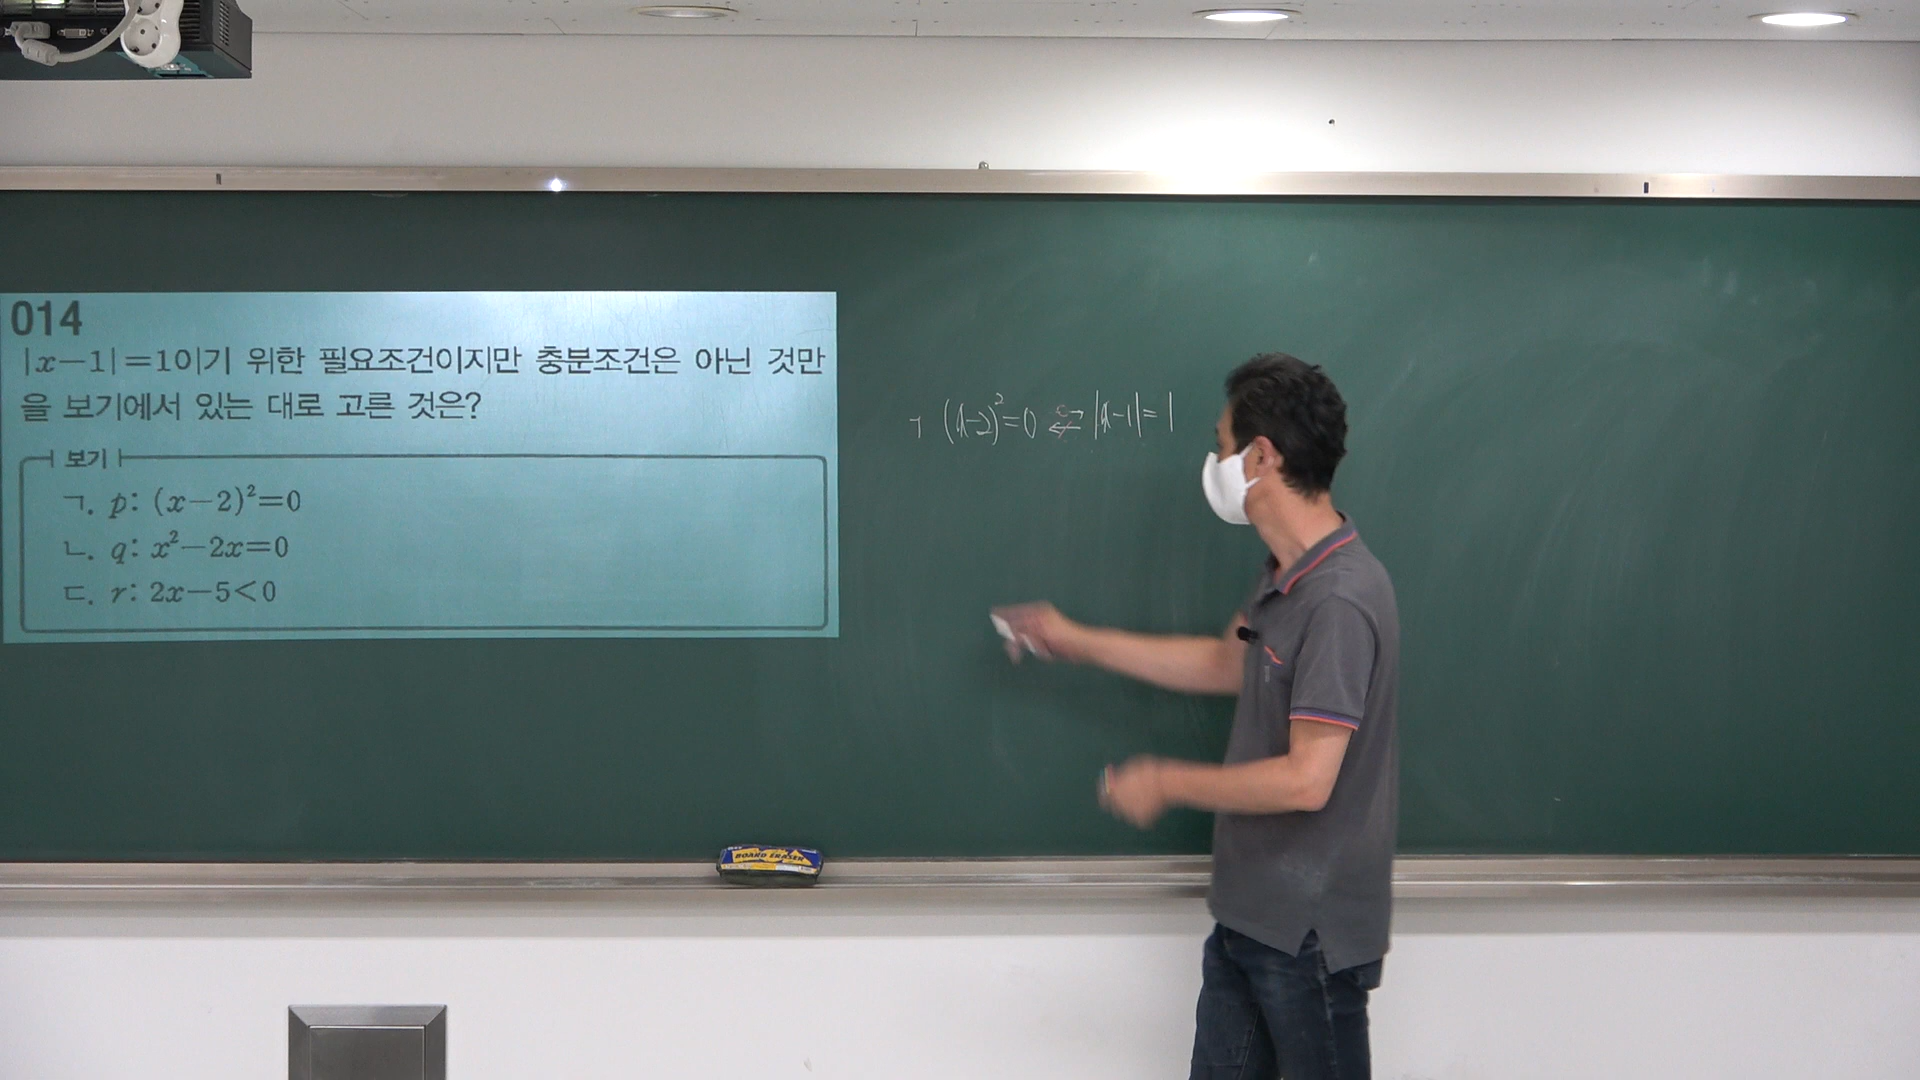 014
|x−1|=1이기 위한 필요조건이지만 충분조건은 아닌 것만
을 보기에서 있는 대로 고른 것은?
보기
ㄱ. p: (x−2)²=0
ㄴ. q: x²−2x=0
ㄷ. r: 2x−5<0
ㄱ (x-2)²=0 |x-1|=1
BOARD ERASER